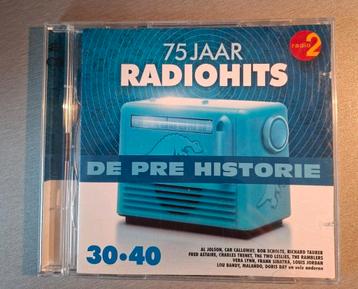 75 JAAR
RADIOHITS
radio 2
DE PRE HISTORIE
30•40
AL JOLSON, CAB CALLOWAY, BOB SCHOLTE, RICHARD TAUBER
FRED ASTAIRE, CHARLES TRENET, THE TWO LESLIES, THE RAMBLERS
VERA LYNN, FRANK SINATRA, LOUIS JORDAN
LOU BANDY, MALANDO, DORIS DAY en vele anderen